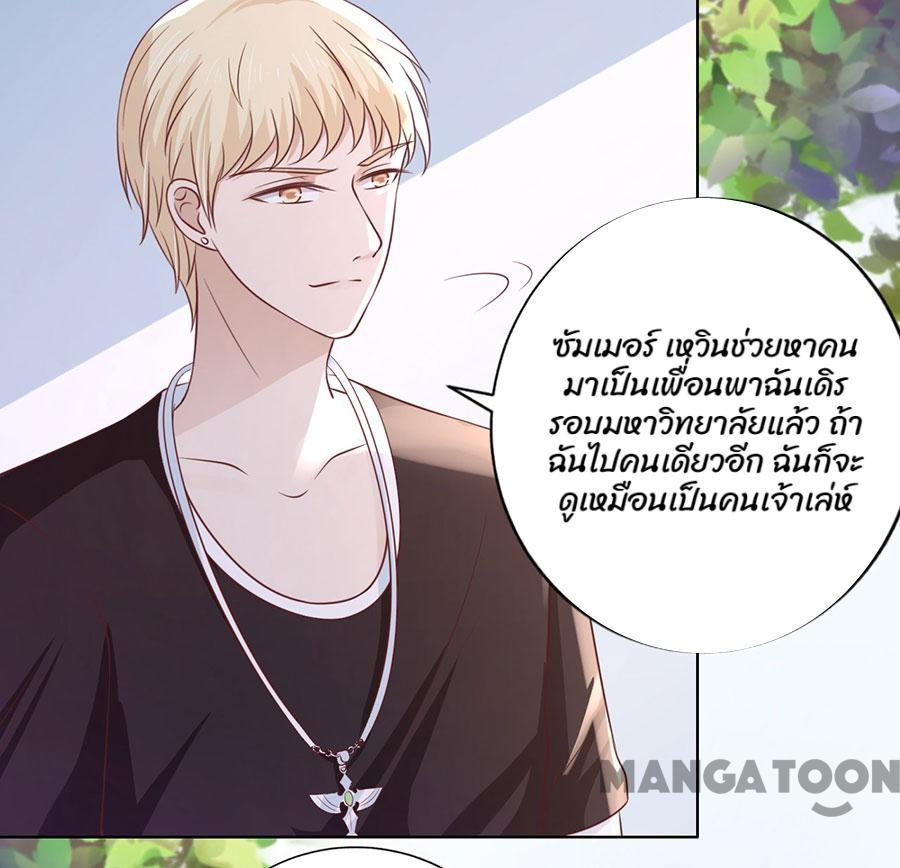 ซัมเมอร์ เหวินช่วยหาคน
มาเป็นเพื่อนพาฉันเดิร
รอบมหาวิทยาลัยแล้ว ถ้า
ฉันไปคนเดียวอีก ฉันก็จะ
ดูเหมือนเป็นคนเจ้าเล่ห์
MANGATOON